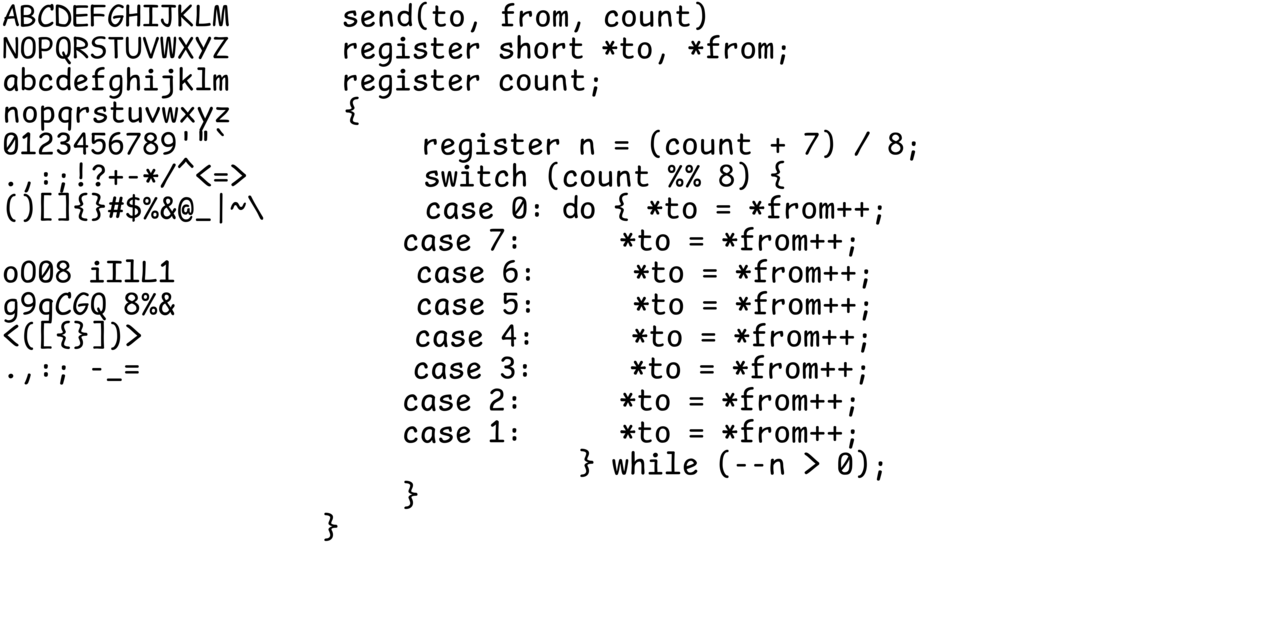 ABCDEFGHIJKLM
NOPQRSTUVWXYZ
abcdefghijklm
nopqrstuvwxyz
0123456789'"`
.,:;!?+-*/^<=>
()[]{}#$%&@_|~\
oO08 iIlL1
g9qCGQ 8%&
<([{}])>
.,:; -_=
send(to, from, count)
register short *to, *from;
register count;
{
    register n = (count + 7) / 8;
    switch (count %% 8) {
    case 0: do { *to = *from++;
    case 7:      *to = *from++;
    case 6:      *to = *from++;
    case 5:      *to = *from++;
    case 4:      *to = *from++;
    case 3:      *to = *from++;
    case 2:      *to = *from++;
    case 1:      *to = *from++;
            } while (--n > 0);
    }
}